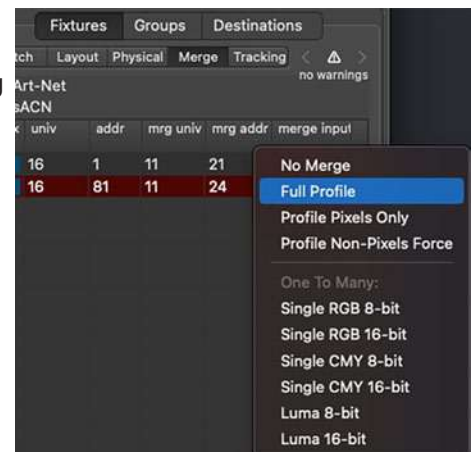 Fixtures Groups Destinations
tch Layout Physical Merge Tracking < ⚠ >
no warnings
Art-Net
sACN
x univ addr mrg univ mrg addr merge input
16 1 11 21
16 81 11 24
No Merge
Full Profile
Profile Pixels Only
Profile Non-Pixels Force
One To Many:
Single RGB 8-bit
Single RGB 16-bit
Single CMY 8-bit
Single CMY 16-bit
Luma 8-bit
Luma 16-bit